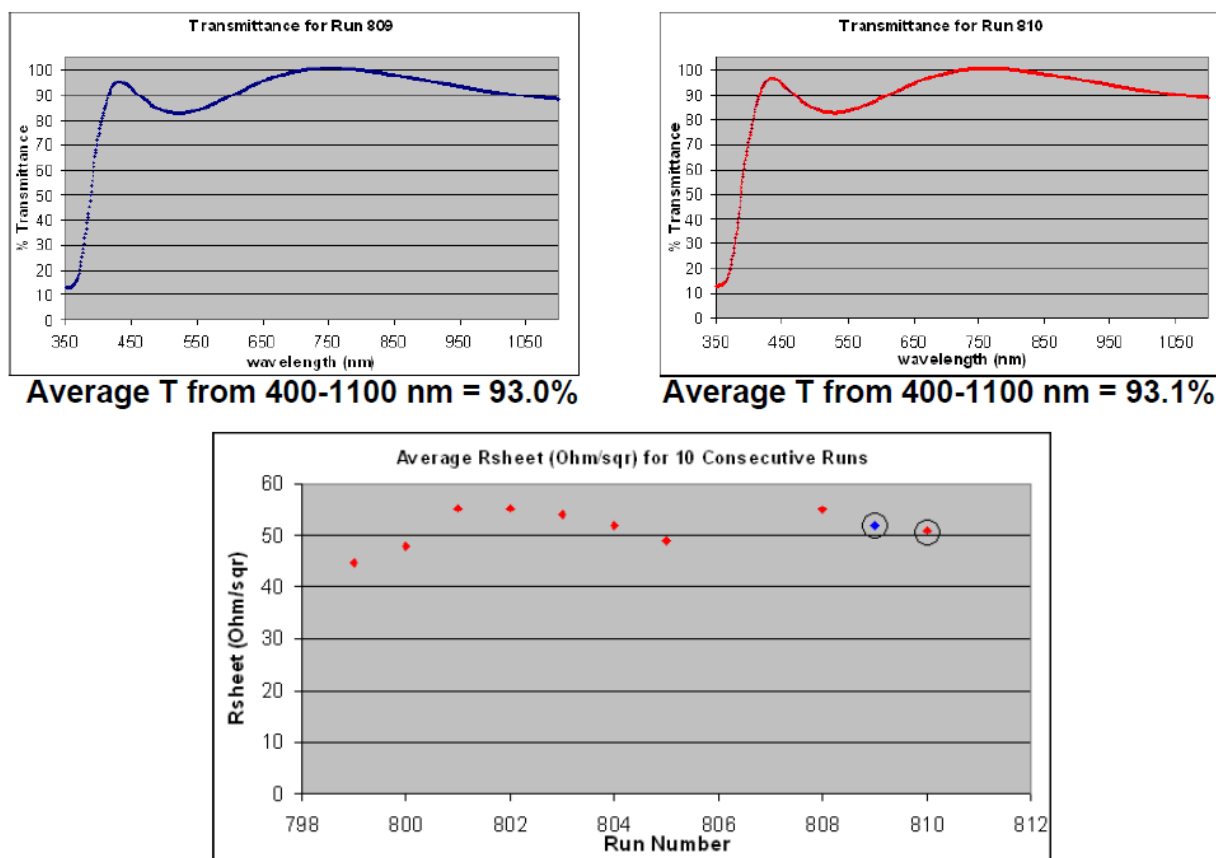 Transmittance for Run 809
% Transmittance
100
90
80
70
60
50
40
30
20
10
0
350 450 550 650 750 850 950 1050
wavelength (nm)
Average T from 400-1100 nm = 93.0%
Transmittance for Run 810
% Transmittance
100
90
80
70
60
50
40
30
20
10
0
350 450 550 650 750 850 950 1050
wavelength (nm)
Average T from 400-1100 nm = 93.1%
Average Rsheet (Ohm/sqr) for 10 Consecutive Runs
Rsheet (Ohm/sqr)
60
50
40
30
20
10
0
798 800 802 804 806 808 810 812
Run Number